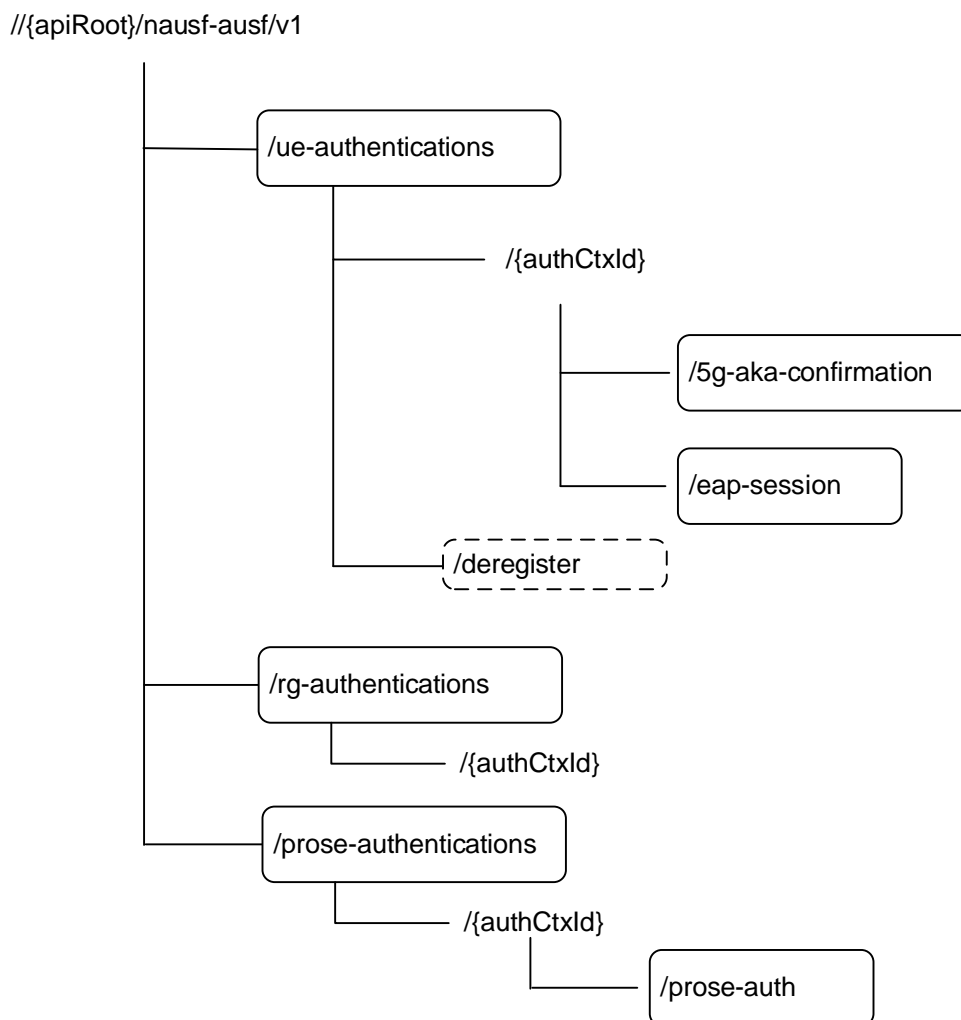 //{apiRoot}/nausf-ausf/v1
/ue-authentications
/{authCtxId}
/5g-aka-confirmation
/eap-session
/deregister
/rg-authentications
/{authCtxId}
/prose-authentications
/{authCtxId}
/prose-auth